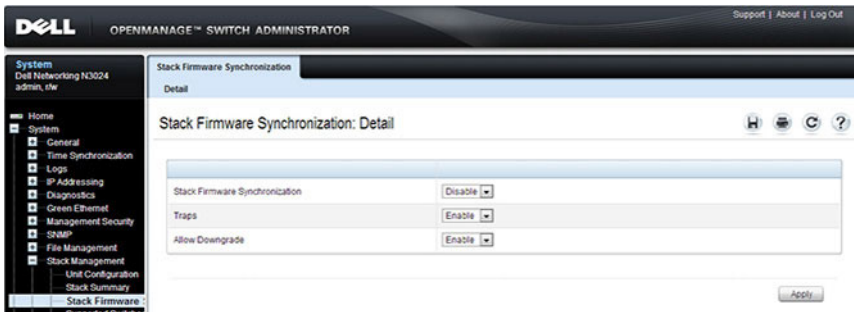 Support | About | Log Out
DELL OPENMANAGE™ SWITCH ADMINISTRATOR
System
Dell Networking N3024
admin, r/w
Home
System
General
Time Synchronization
Logs
IP Addressing
Diagnostics
Green Ethernet
Management Security
SNMP
File Management
Stack Management
Unit Configuration
Stack Summary
Stack Firmware
Stack Firmware Synchronization
Detail
Stack Firmware Synchronization: Detail
Stack Firmware Synchronization Disable
Traps Enable
Allow Downgrade Enable
Apply